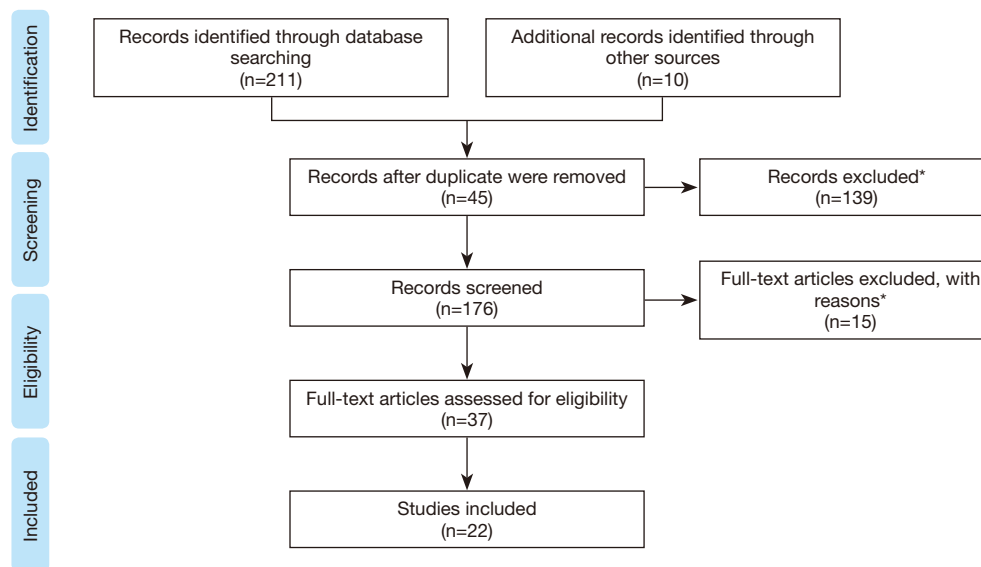 Identification
Records identified through database
searching
(n=211)
Additional records identified through
other sources
(n=10)
Screening
Records after duplicate were removed
(n=45)
Records excluded*
(n=139)
Eligibility
Records screened
(n=176)
Full-text articles excluded, with
reasons*
(n=15)
Full-text articles assessed for eligibility
(n=37)
Included
Studies included
(n=22)